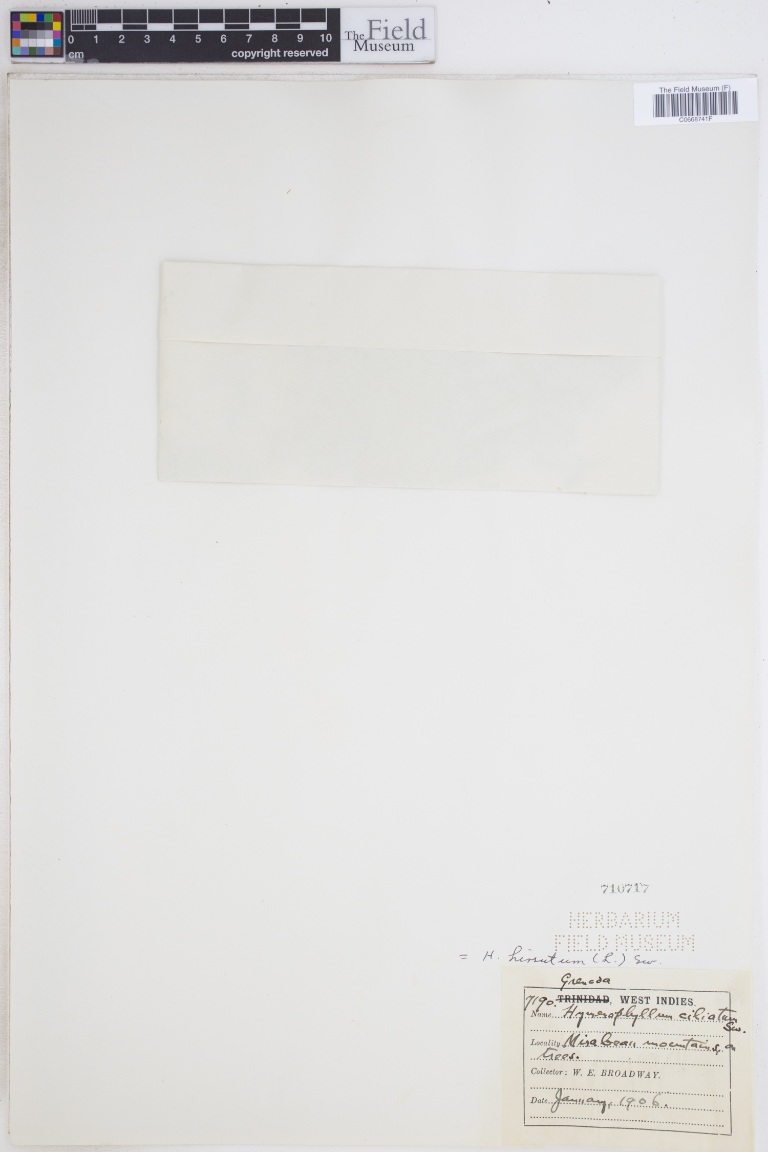 0 1 2 3 4 5 6 7 8 9 10
cm
copyright reserved
The Field
Museum
The Field Museum (F)
C0668741F
710717
HERBARIUM
FIELD MUSEUM
= H. hirsutum (L.) Sw.
Grenada
7190. TRINIDAD, WEST INDIES.
Name Hymenophyllum ciliatum
Sw.
Locality Mirabeau mountains, on
trees.
Collector: W. E. BROADWAY.
Date January, 1906.